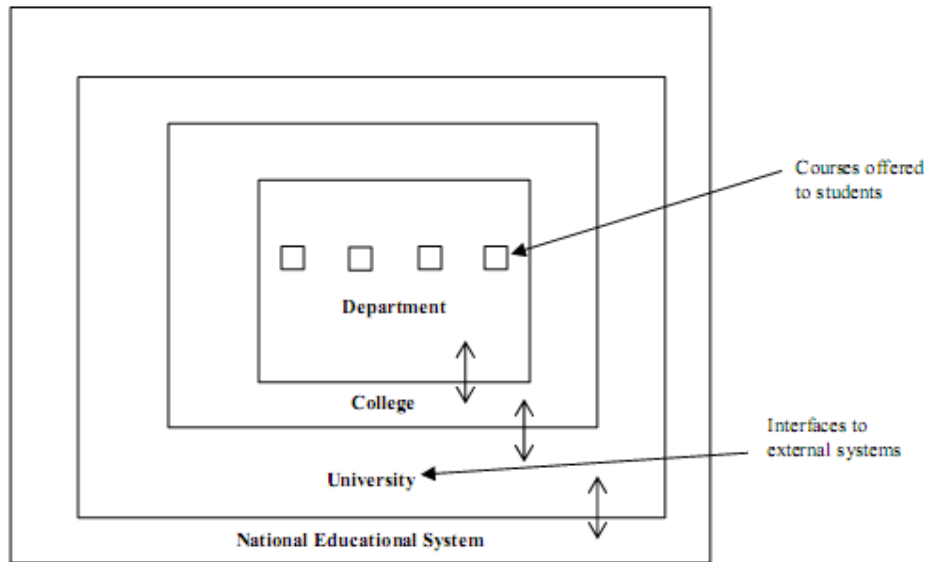 Courses offered
to students
Department
College
Interfaces to
external systems
University
National Educational System